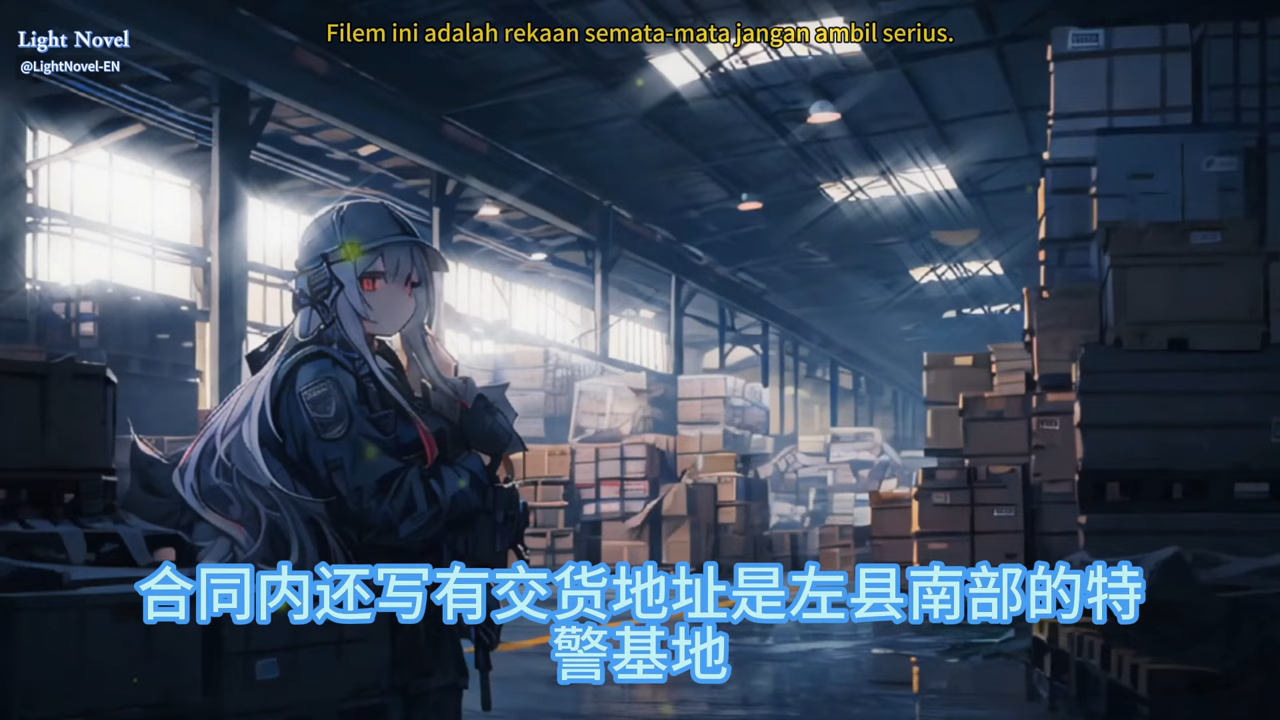 Light Novel
@LightNovel-EN
Filem ini adalah rekaan semata-mata jangan ambil serius.
合同内还写有交货地址是左县南部的特
警基地